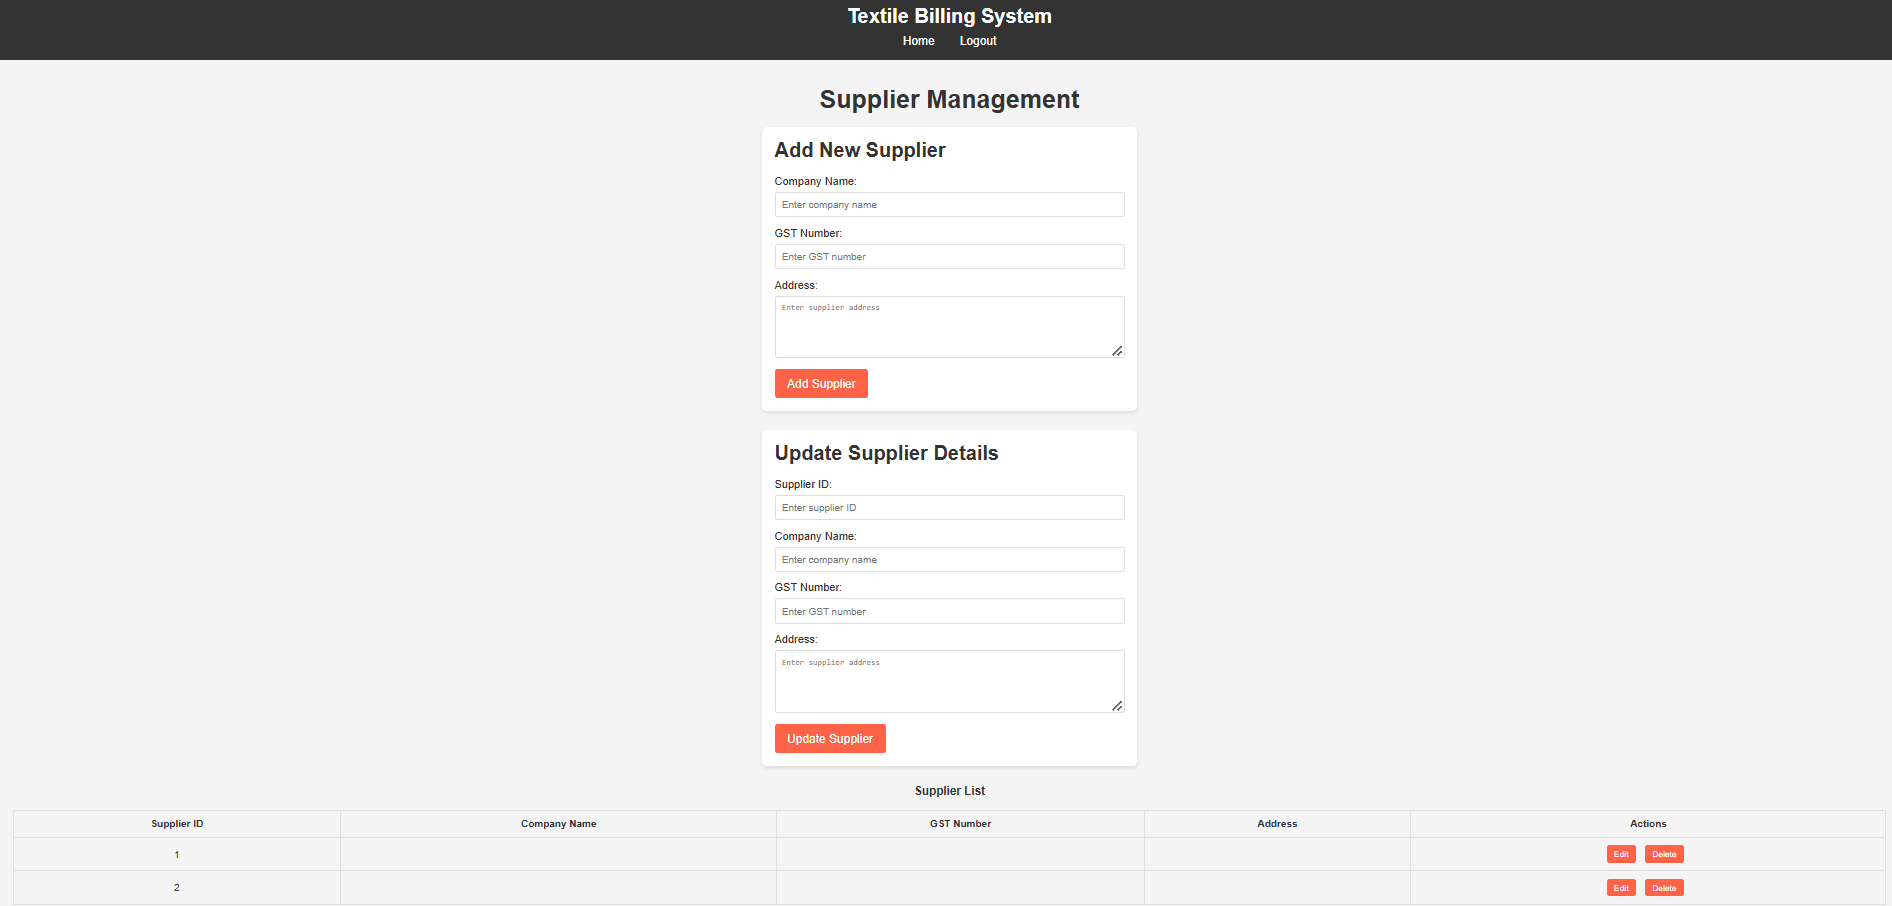 Textile Billing System
Home Logout
Supplier Management
Add New Supplier
Company Name:
Enter company name
GST Number:
Enter GST number
Address:
Enter supplier address
Add Supplier
Update Supplier Details
Supplier ID:
Enter supplier ID
Company Name:
Enter company name
GST Number:
Enter GST number
Address:
Enter supplier address
Update Supplier
Supplier List
Supplier ID Company Name GST Number Address Actions
1 Edit Delete
2 Edit Delete